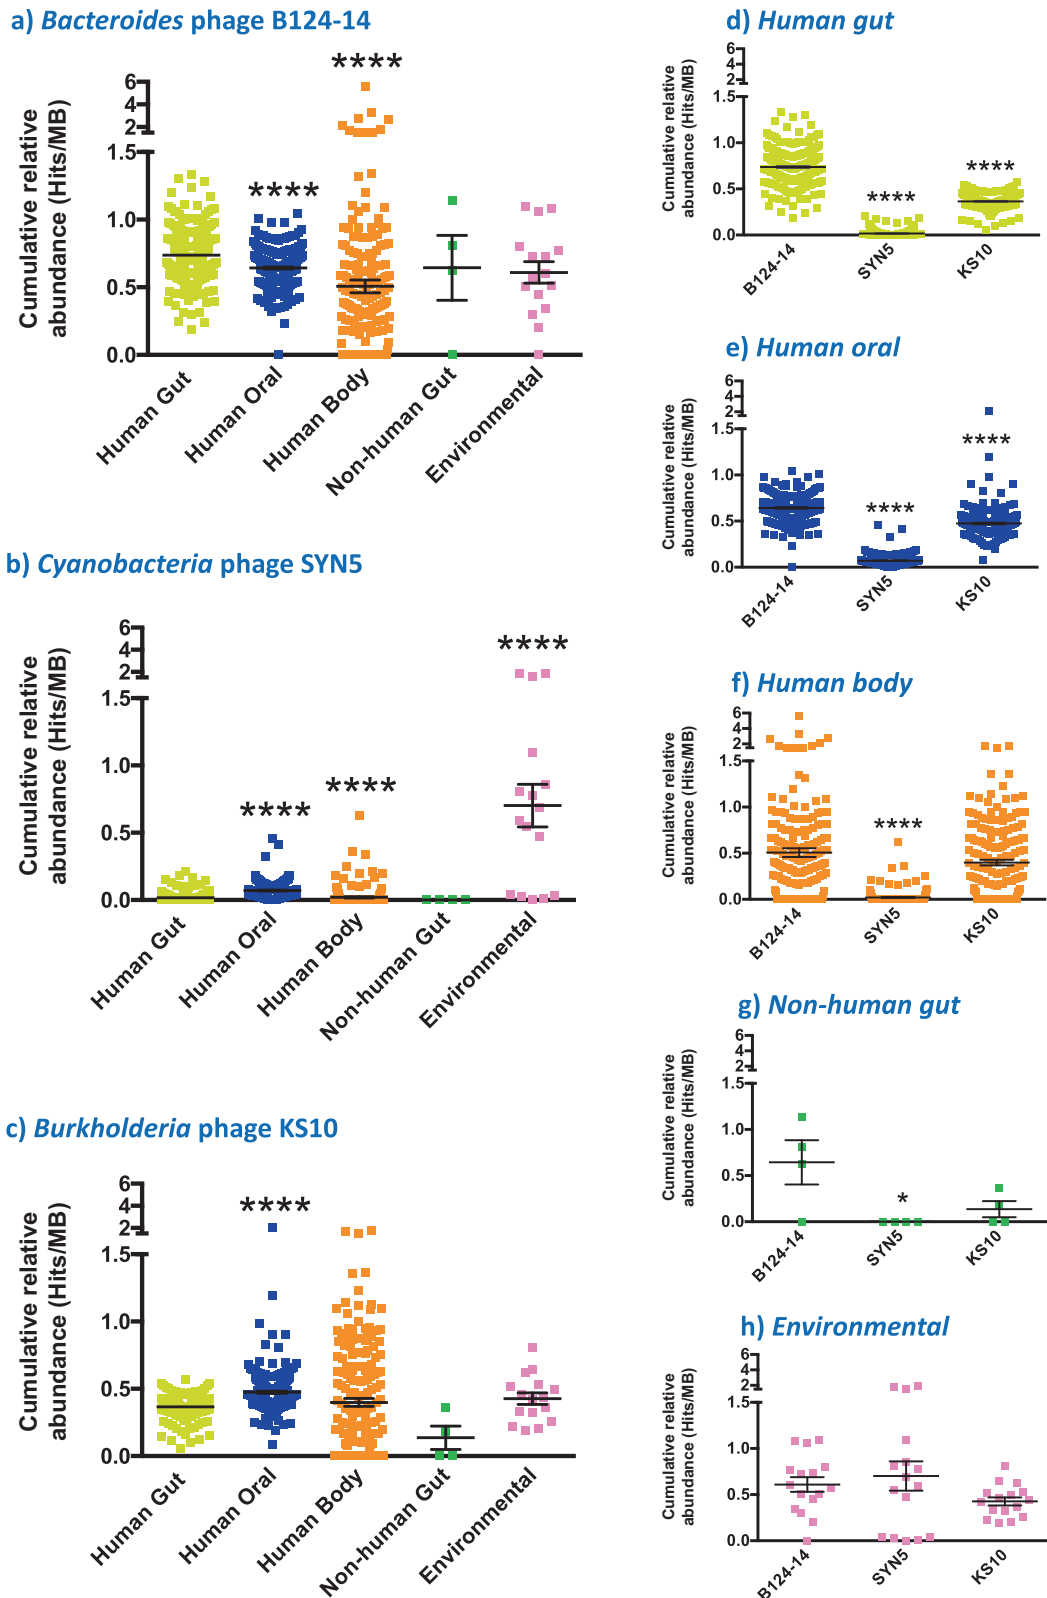 a) Bacteroides phage B124-14
****
****
6
4
2
1.5
1.0
0.5
0.0
Cumulative relative
abundance (Hits/MB)
Human Gut
Human Oral
Human Body
Non-human Gut
Environmental
b) Cyanobacteria phage SYN5
****
****
****
6
4
2
1.5
1.0
0.5
0.0
Cumulative relative
abundance (Hits/MB)
Human Gut
Human Oral
Human Body
Non-human Gut
Environmental
c) Burkholderia phage KS10
****
6
4
2
1.5
1.0
0.5
0.0
Cumulative relative
abundance (Hits/MB)
Human Gut
Human Oral
Human Body
Non-human Gut
Environmental
d) Human gut
6
4
2
1.5
1.0
0.5
0.0
Cumulative relative
abundance (Hits/MB)
****
****
B124-14
SYN5
KS10
e) Human oral
6
4
2
1.5
1.0
0.5
0.0
Cumulative relative
abundance (Hits/MB)
****
****
B124-14
SYN5
KS10
f) Human body
6
4
2
1.5
1.0
0.5
0.0
Cumulative relative
abundance (Hits/MB)
****
B124-14
SYN5
KS10
g) Non-human gut
6
4
2
1.5
1.0
0.5
0.0
Cumulative relative
abundance (Hits/MB)
*
B124-14
SYN5
KS10
h) Environmental
6
4
2
1.5
1.0
0.5
0.0
Cumulative relative
abundance (Hits/MB)
B124-14
SYN5
KS10